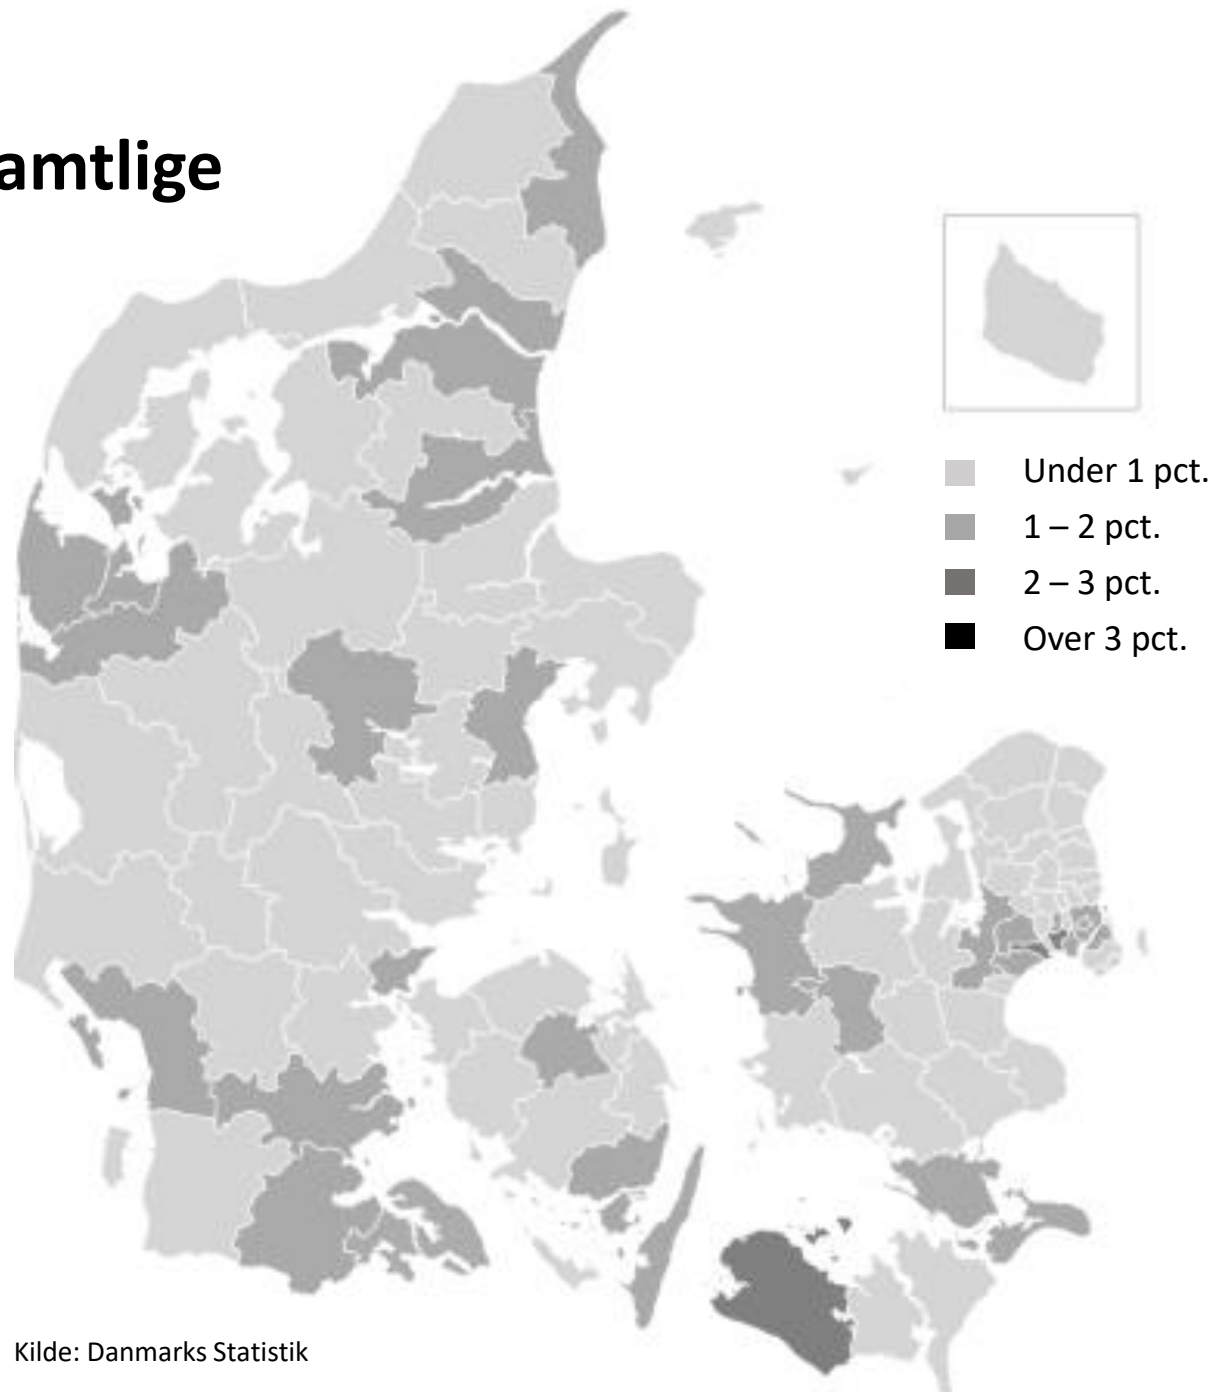 amtlige
Under 1 pct.
1 – 2 pct.
2 – 3 pct.
Over 3 pct.
Kilde: Danmarks Statistik